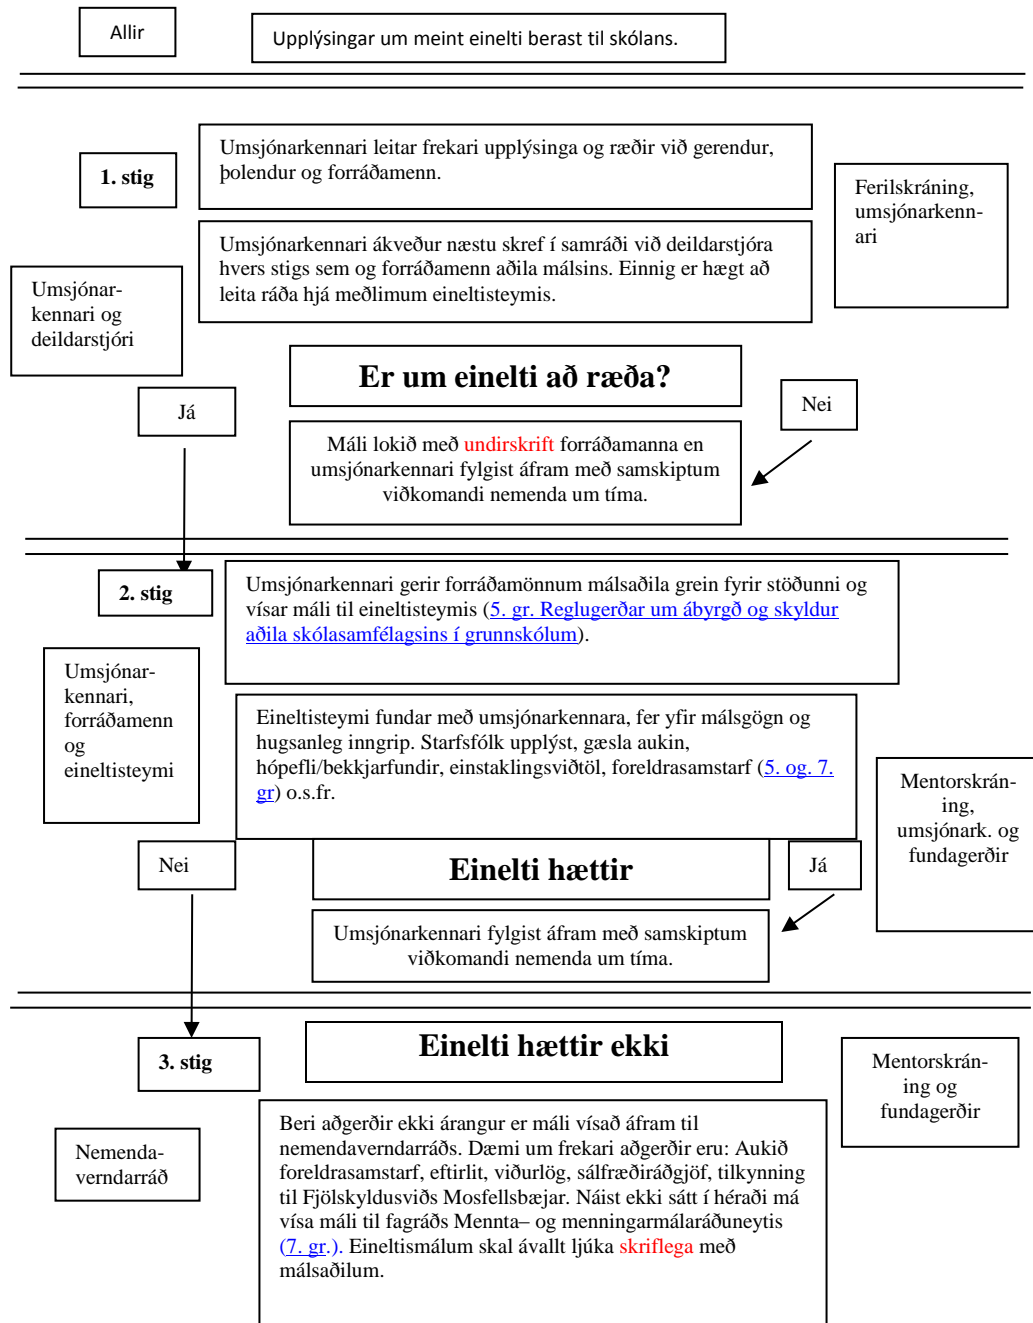 Allir
Upplýsingar um meint einelti berast til skólans.
1. stig
Umsjónarkennari leitar frekari upplýsinga og ræðir við gerendur,
þolendur og forráðamenn.
Ferilskráning,
umsjónarkenn-
ari
Umsjónarkennari ákveður næstu skref í samráði við deildarstjóra
hvers stigs sem og forráðamenn aðila málsins. Einnig er hægt að
leita ráða hjá meðlimum eineltisteymis.
Umsjónar-
kennari og
deildarstjóri
Er um einelti að ræða?
Já
Nei
Máli lokið með undirskrift forráðamanna en
umsjónarkennari fylgist áfram með samskiptum
viðkomandi nemenda um tíma.
2. stig
Umsjónarkennari gerir forráðamönnum málsaðila grein fyrir stöðunni og
vísar máli til eineltisteymis (5. gr. Reglugerðar um ábyrgð og skyldur
aðila skólasamfélagsins í grunnskólum).
Umsjónar-
kennari,
forráðamenn
og
eineltisteymi
Eineltisteymi fundar með umsjónarkennara, fer yfir málsgögn og
hugsanleg inngrip. Starfsfólk upplýst, gæsla aukin,
hópefli/bekkjarfundir, einstaklingsviðtöl, foreldrasamstarf (5. og. 7.
gr) o.s.fr.
Mentorskrán-
ing,
umsjónark. og
fundagerðir
Nei
Einelti hættir
Já
Umsjónarkennari fylgist áfram með samskiptum
viðkomandi nemenda um tíma.
3. stig
Einelti hættir ekki
Mentorskrán-
ing og
fundagerðir
Nemenda-
verndarráð
Beri aðgerðir ekki árangur er máli vísað áfram til
nemendaverndarráðs. Dæmi um frekari aðgerðir eru: Aukið
foreldrasamstarf, eftirlit, viðurlög, sálfræðiráðgjöf, tilkynning
til Fjölskyldusviðs Mosfellsbæjar. Náist ekki sátt í héraði má
vísa máli til fagráðs Mennta– og menningarmálaráðuneytis
(7. gr.). Eineltismálum skal ávallt ljúka skriflega með
málsaðilum.